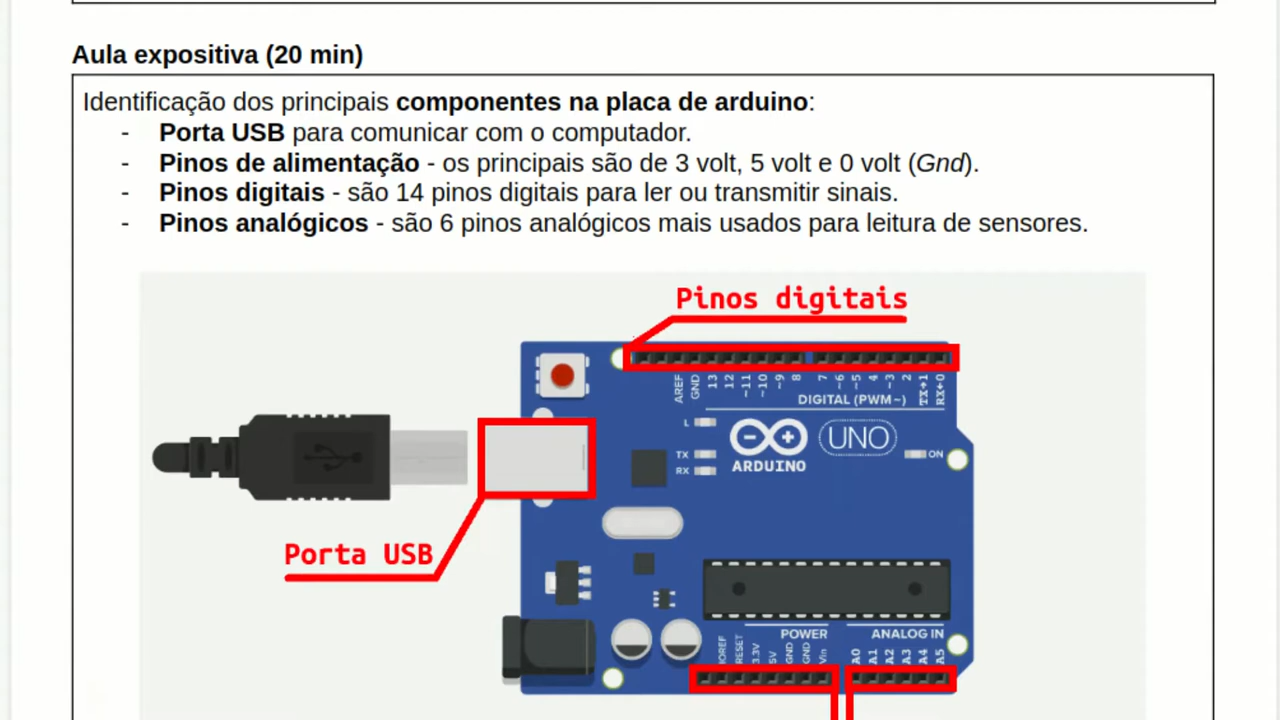 Aula expositiva (20 min)
Identificação dos principais componentes na placa de arduino:
- Porta USB para comunicar com o computador.
- Pinos de alimentação - os principais são de 3 volt, 5 volt e 0 volt (Gnd).
- Pinos digitais - são 14 pinos digitais para ler ou transmitir sinais.
- Pinos analógicos - são 6 pinos analógicos mais usados para leitura de sensores.
Pinos digitais
AREF GND 13 12 ~11 ~10 ~9 8 7 ~6 ~5 4 ~3 2 TX→1 RX←0
DIGITAL (PWM~)
L
TX
RX
ARDUINO
UNO
ON
Porta USB
POWER
ANALOG IN
IOREF RESET 3.3V 5V GND GND Vin
A0 A1 A2 A3 A4 A5